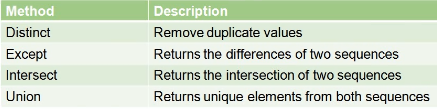 Method Description
Distinct Remove duplicate values
Except Returns the differences of two sequences
Intersect Returns the intersection of two sequences
Union Returns unique elements from both sequences